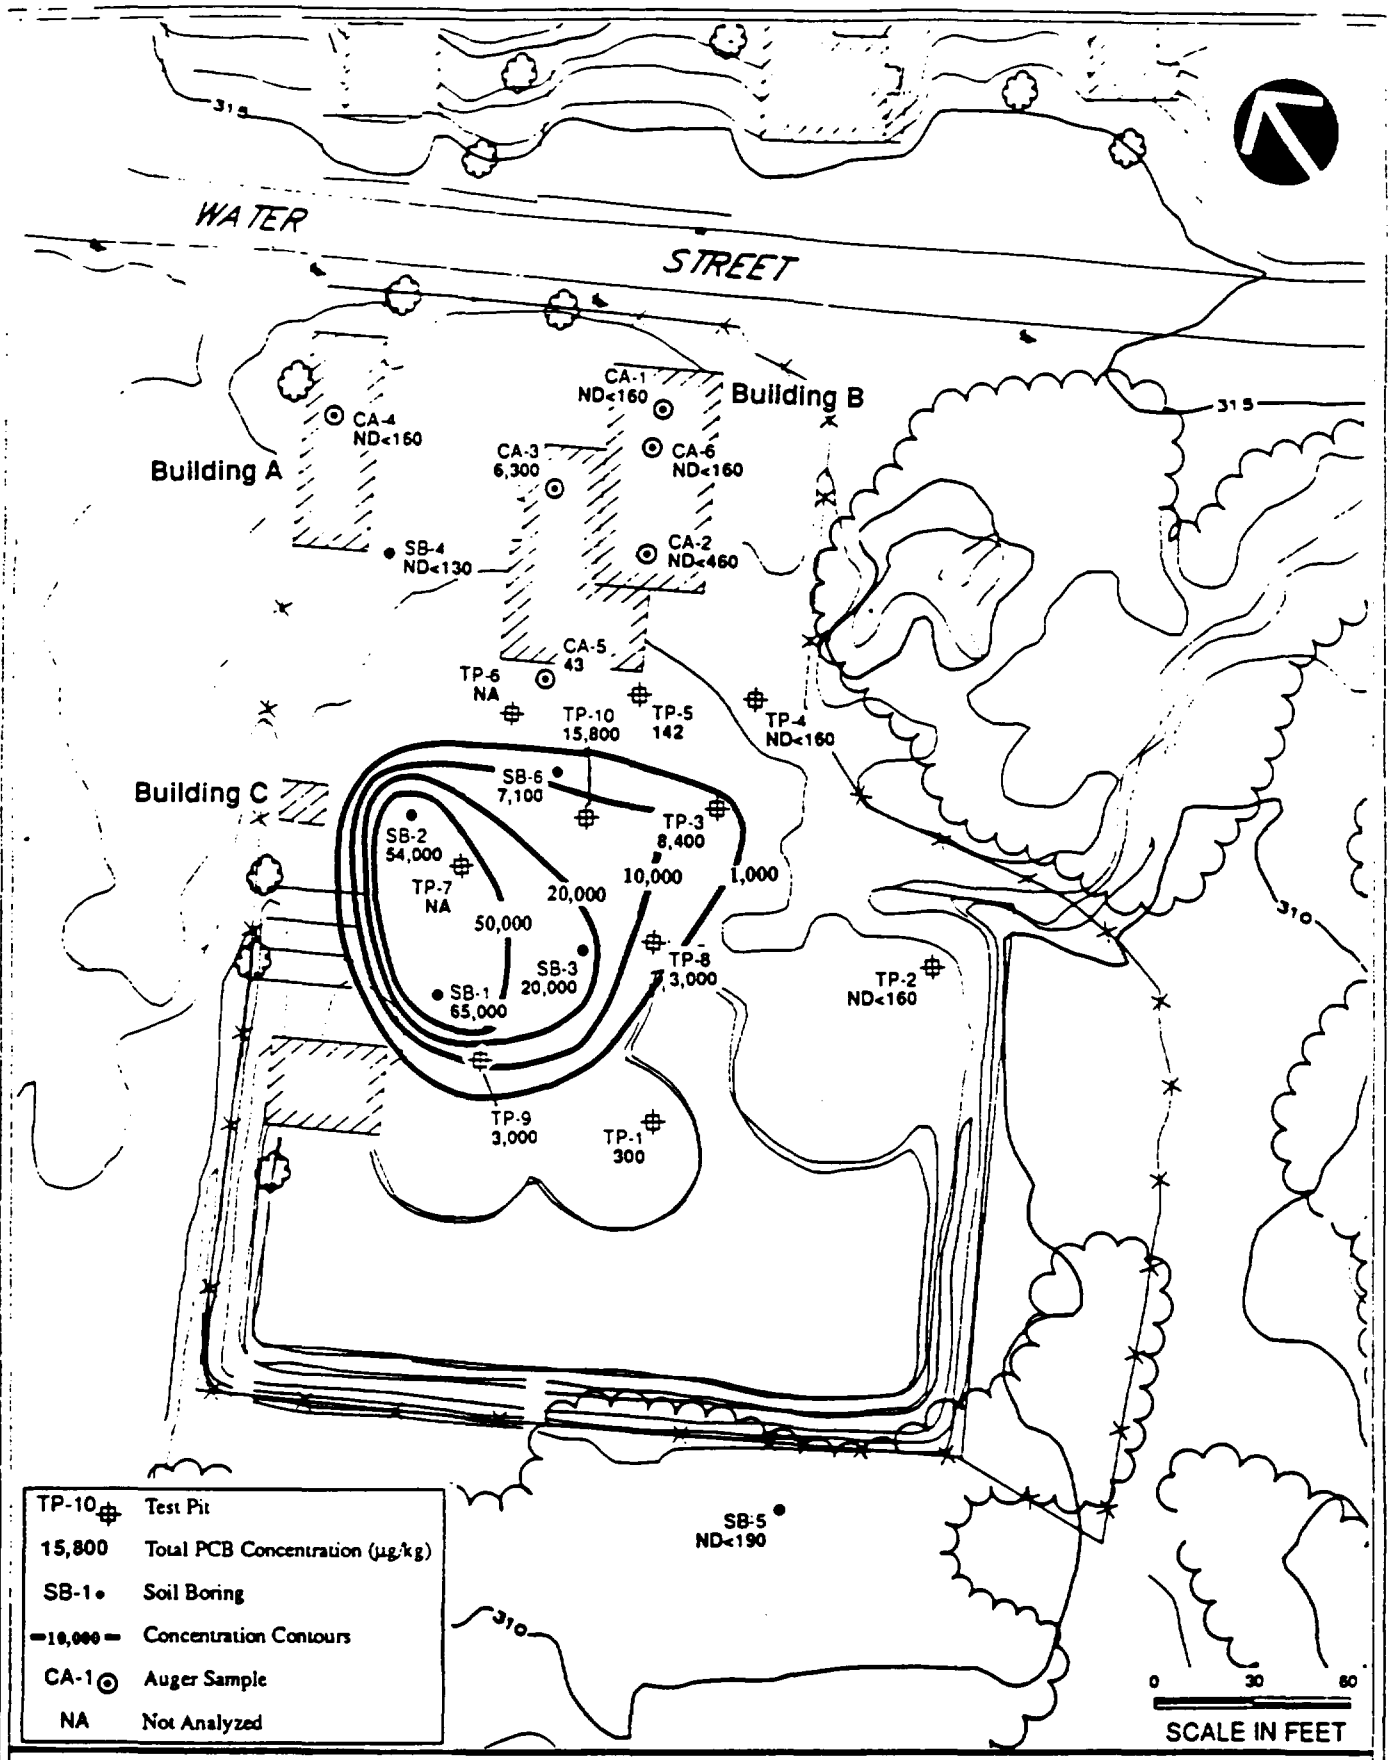 315
WATER
STREET
CA-1
ND<160
Building B
315
CA-4
ND<160
CA-3
6,300
CA-6
ND<160
Building A
SB-4
ND<130
CA-2
ND<460
CA-5
43
TP-6
NA
TP-10
15,800
TP-5
142
TP-4
ND<160
SB-6
7,100
Building C
TP-3
8,400
SB-2
54,000
TP-7
NA
20,000
10,000
1,000
50,000
310
SB-3
20,000
TP-8
3,000
TP-2
ND<160
SB-1
65,000
TP-9
3,000
TP-1
300
TP-10 Test Pit
15,800 Total PCB Concentration (µg/kg)
SB-1 Soil Boring
10,000 Concentration Contours
CA-1 Auger Sample
NA Not Analyzed
SB-5
ND<190
310
0 30 60
SCALE IN FEET